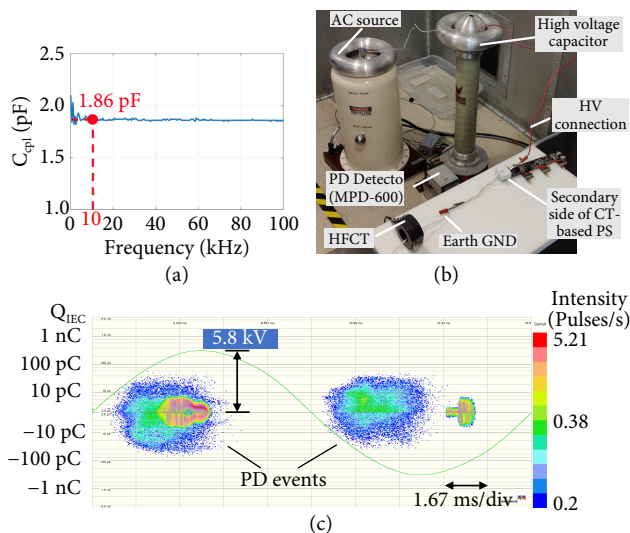 C_cpl (pF)
2.5
2.0
1.5
1.0
1.86 pF
10
0
20
40
60
80
100
Frequency (kHz)
(a)
AC source
High voltage
capacitor
HV
connection
PD Detecto
(MPD-600)
HFCT
Earth GND
Secondary
side of CT-
based PS
(b)
Q_IEC
1 nC
100 pC
10 pC
−10 pC
−100 pC
−1 nC
5.8 kV
PD events
1.67 ms/div
Intensity
(Pulses/s)
5.21
0.38
0.2
(c)